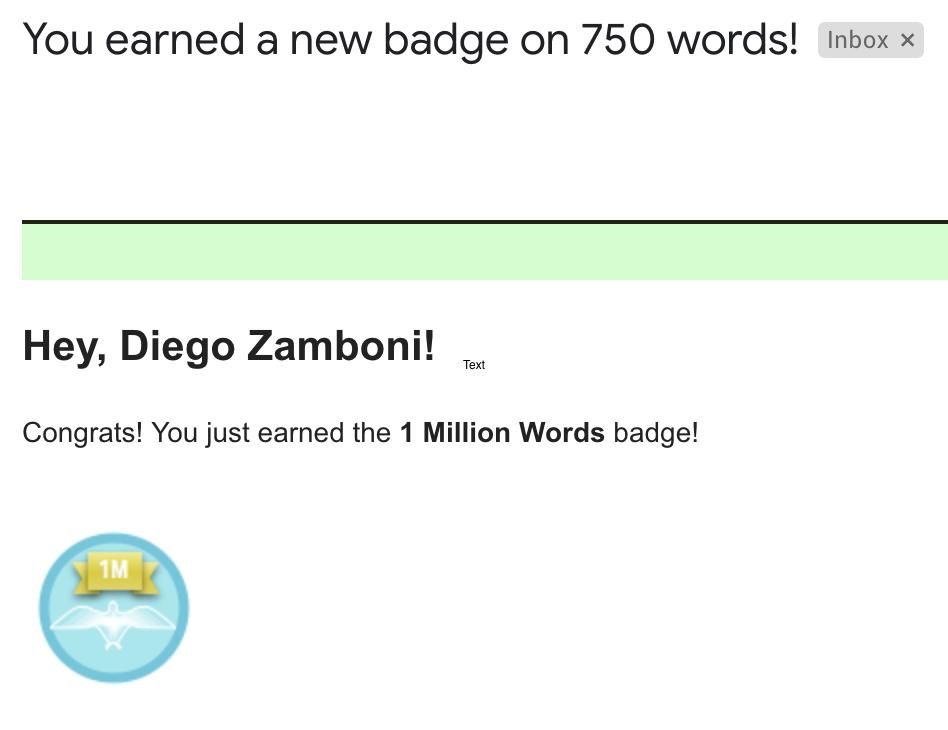 You earned a new badge on 750 words!
Inbox ×
Hey, Diego Zamboni!
Text
Congrats! You just earned the 1 Million Words badge!
1M